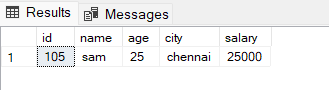 Results Messages
id name age city salary
1 105 sam 25 chennai 25000